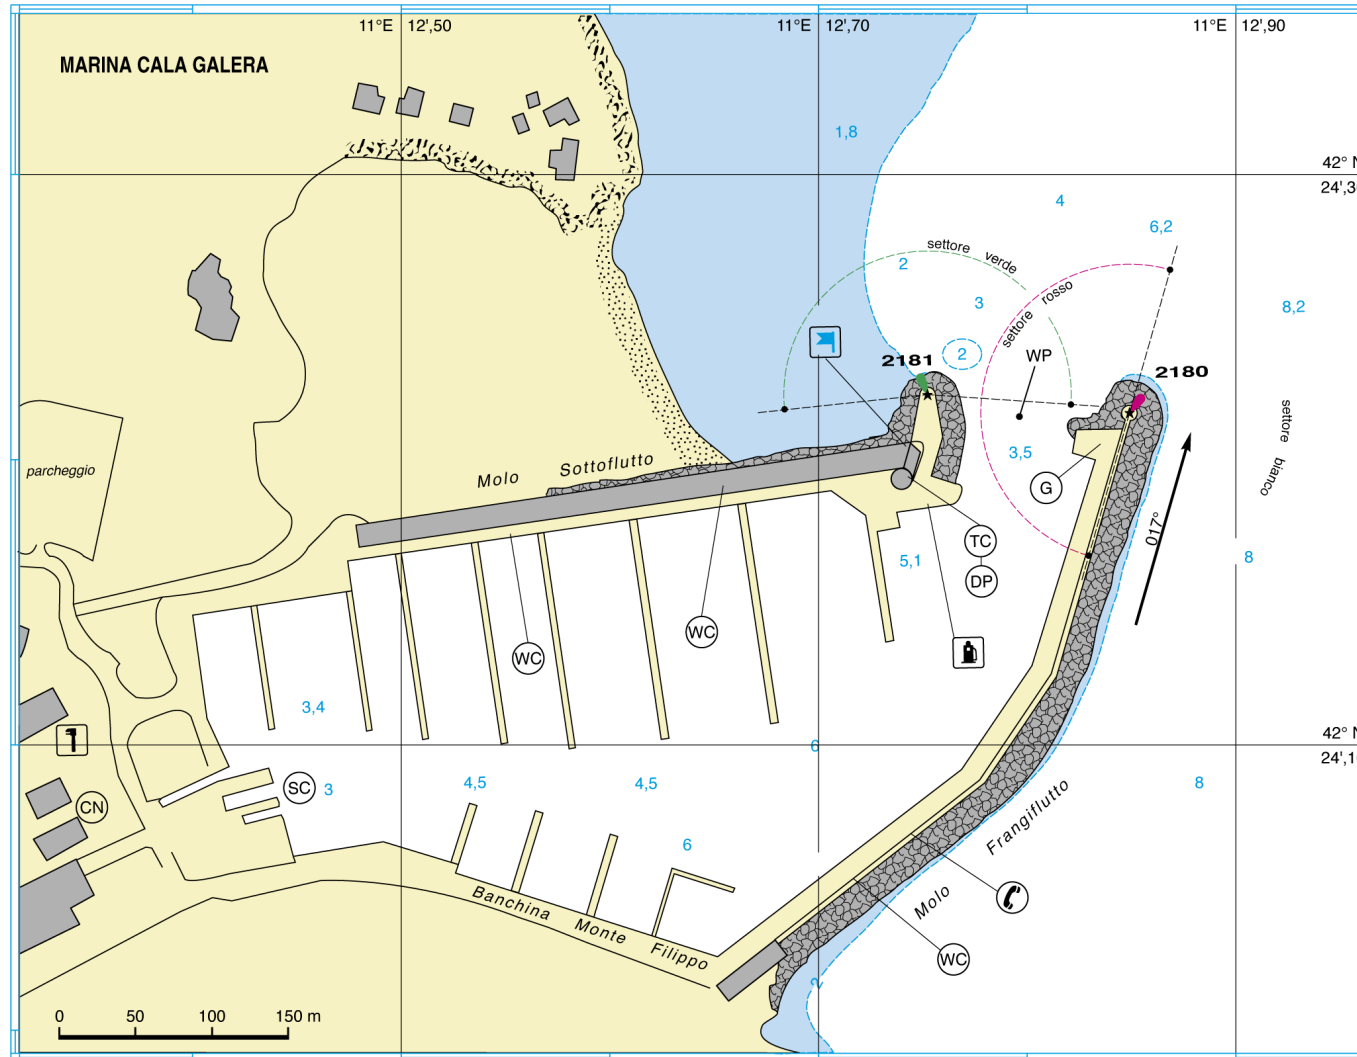 11°E 12',50
11°E 12',70
11°E 12',90
MARINA CALA GALERA
1,8
42° N
24',3
4
6,2
settore verde
2
3
settore rosso
8,2
2
WP
2181
2180
settore bianco
3,5
parcheggio
Molo Sottoflutto
G
017°
TC
5,1
DP
8
WC
WC
3,4
6
42° N
24',1
4,5
4,5
8
SC
3
CN
6
Molo Frangiflutto
Banchina Monte Filippo
WC
2
0 50 100 150 m